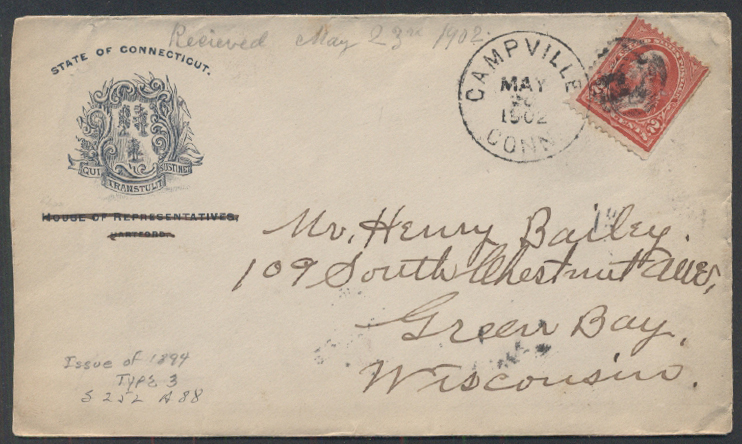 Recieved May 23rd 1902.
STATE OF CONNECTICUT.
QUI TRANSTULIT SUSTINET
HOUSE OF REPRESENTATIVES,
HARTFORD.
CAMPVILLE
MAY
1902
CONN.
Mr. Henry Bailey.
109 South Chestnut Ave,
Green Bay,
Wisconsin.
Issue of 1894
TYPE 3
S 252 A 88